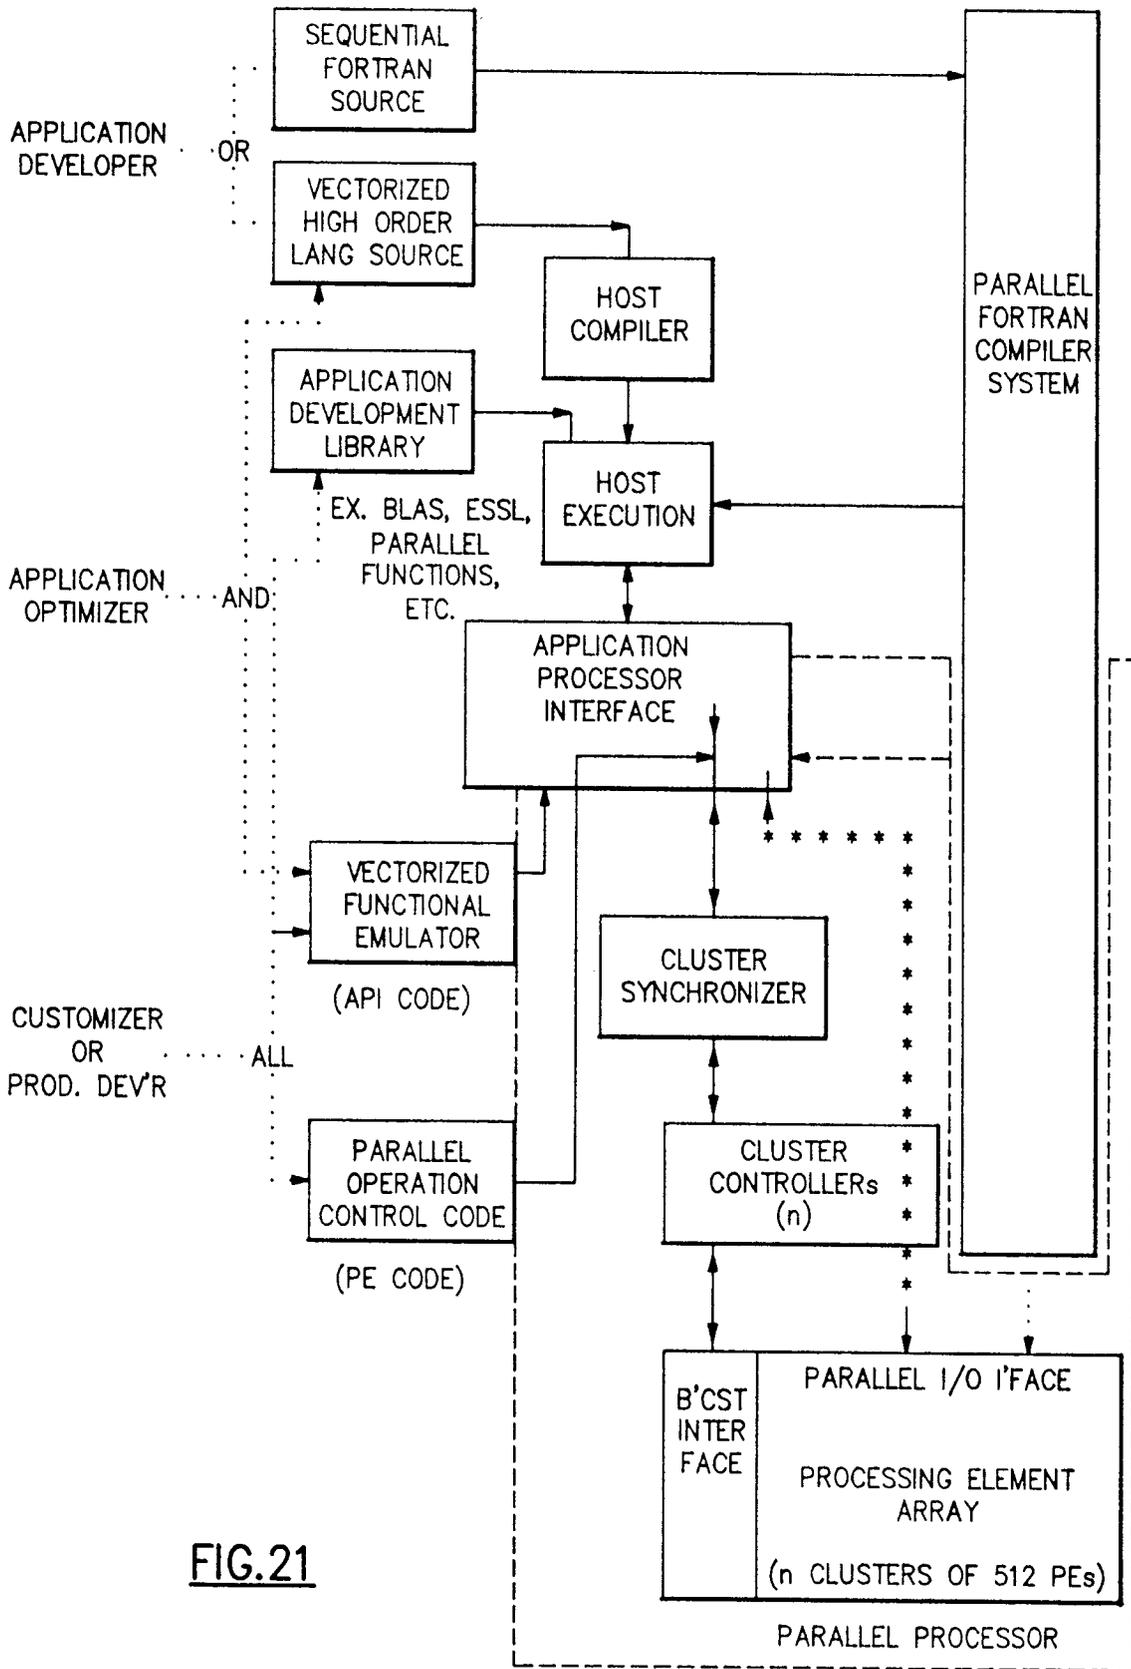 SEQUENTIAL
FORTRAN
SOURCE
APPLICATION
DEVELOPER
OR
VECTORIZED
HIGH ORDER
LANG SOURCE
HOST
COMPILER
PARALLEL
FORTRAN
COMPILER
SYSTEM
APPLICATION
DEVELOPMENT
LIBRARY
HOST
EXECUTION
EX. BLAS, ESSL,
PARALLEL
FUNCTIONS,
ETC.
APPLICATION
OPTIMIZER
AND
APPLICATION
PROCESSOR
INTERFACE
VECTORIZED
FUNCTIONAL
EMULATOR
(API CODE)
CLUSTER
SYNCHRONIZER
CUSTOMIZER
OR
PROD. DEV'R
ALL
PARALLEL
OPERATION
CONTROL CODE
(PE CODE)
CLUSTER
CONTROLLERs
(n)
B'CST
INTER
FACE
PARALLEL I/O I'FACE
PROCESSING ELEMENT
ARRAY
(n CLUSTERS OF 512 PEs)
FIG.21
PARALLEL PROCESSOR